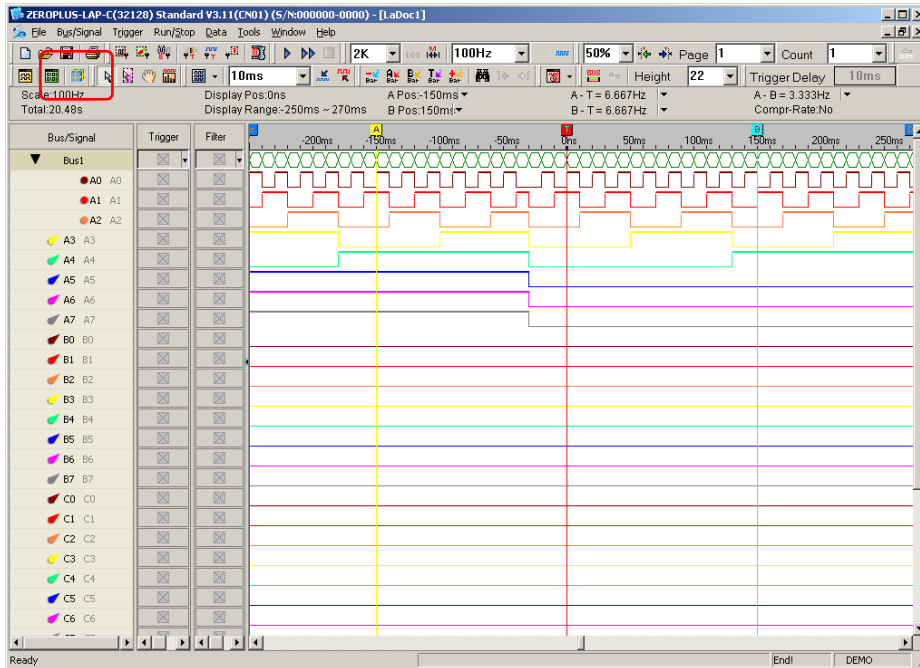 ZEROPLUS-LAP-C(32128) Standard V3.11(CN01) (S/N:000000-0000) - [LaDoc1]
File Bus/Signal Trigger Run/Stop Data Tools Window Help
2K 100Hz 50% Page 1 Count 1
10ms Bar Bar Bar Bar BUS Height 22 Trigger Delay 10ms
Scale:100Hz Display Pos:0ns A Pos:-150ms A - T = 6.667Hz A - B = 3.333Hz
Total:20.48s Display Range:-250ms ~ 270ms B Pos:150ms B - T = 6.667Hz Compr-Rate:No
Bus/Signal Trigger Filter A T B
-200ms -150ms -100ms -50ms 0ns 50ms 100ms 150ms 200ms 250ms
Bus1
A0 A0
A1 A1
A2 A2
A3 A3
A4 A4
A5 A5
A6 A6
A7 A7
B0 B0
B1 B1
B2 B2
B3 B3
B4 B4
B5 B5
B6 B6
B7 B7
C0 C0
C1 C1
C2 C2
C3 C3
C4 C4
C5 C5
C6 C6
Ready End! DEMO